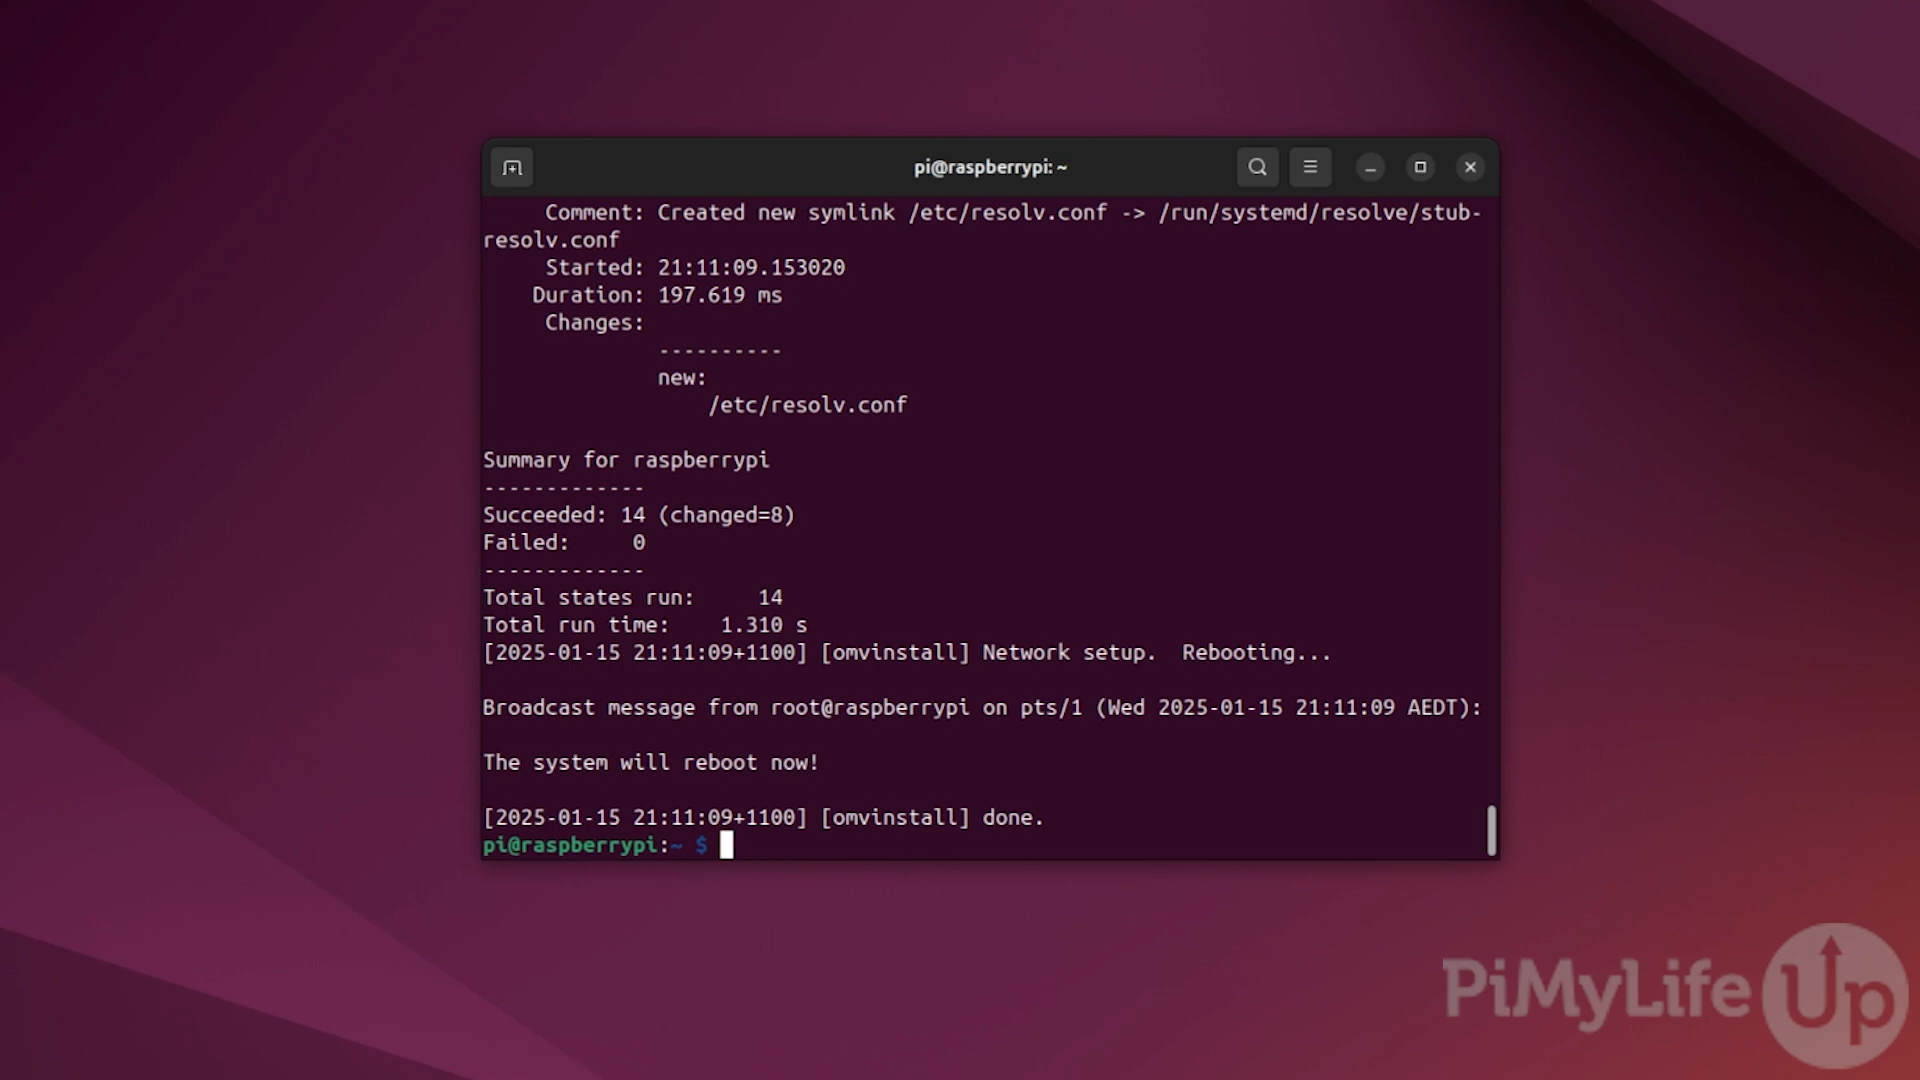 pi@raspberrypi: ~
Comment: Created new symlink /etc/resolv.conf -> /run/systemd/resolve/stub-
resolv.conf
Started: 21:11:09.153020
Duration: 197.619 ms
Changes:
----------
new:
/etc/resolv.conf
Summary for raspberrypi
-------------
Succeeded: 14 (changed=8)
Failed: 0
-------------
Total states run: 14
Total run time: 1.310 s
[2025-01-15 21:11:09+1100] [omvinstall] Network setup. Rebooting...
Broadcast message from root@raspberrypi on pts/1 (Wed 2025-01-15 21:11:09 AEDT):
The system will reboot now!
[2025-01-15 21:11:09+1100] [omvinstall] done.
pi@raspberrypi:~ $
PiMyLifeUp